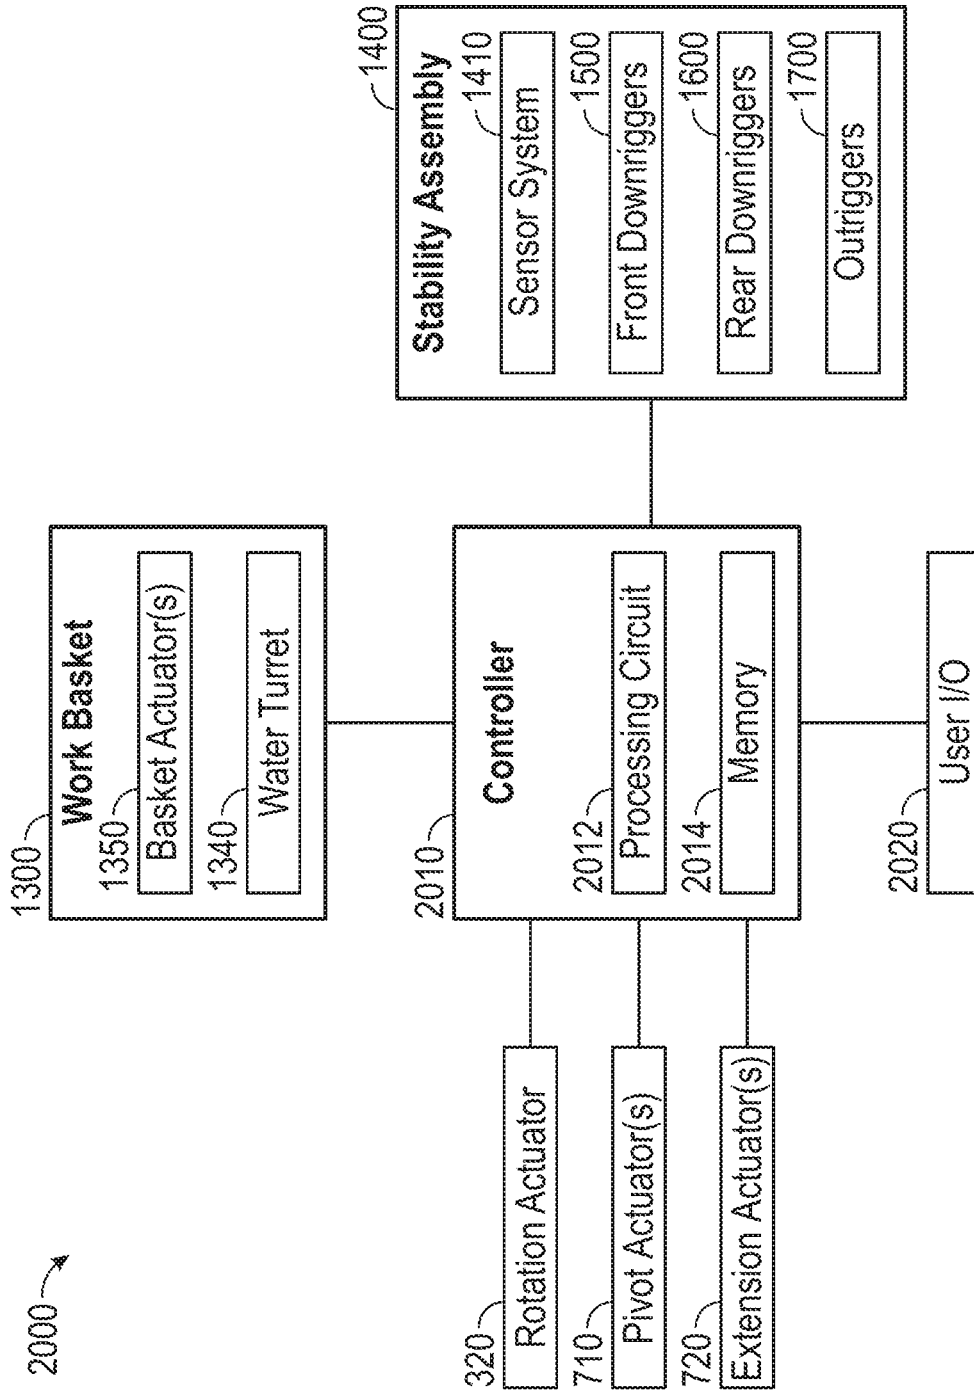 2000
1300
Work Basket
1350
Basket Actuator(s)
1340
Water Turret
320
Rotation Actuator
710
Pivot Actuator(s)
720
Extension Actuator(s)
2010
Controller
2012
Processing Circuit
2014
Memory
1400
Stability Assembly
1410
Sensor System
1500
Front Downriggers
1600
Rear Downriggers
1700
Outriggers
2020
User I/O